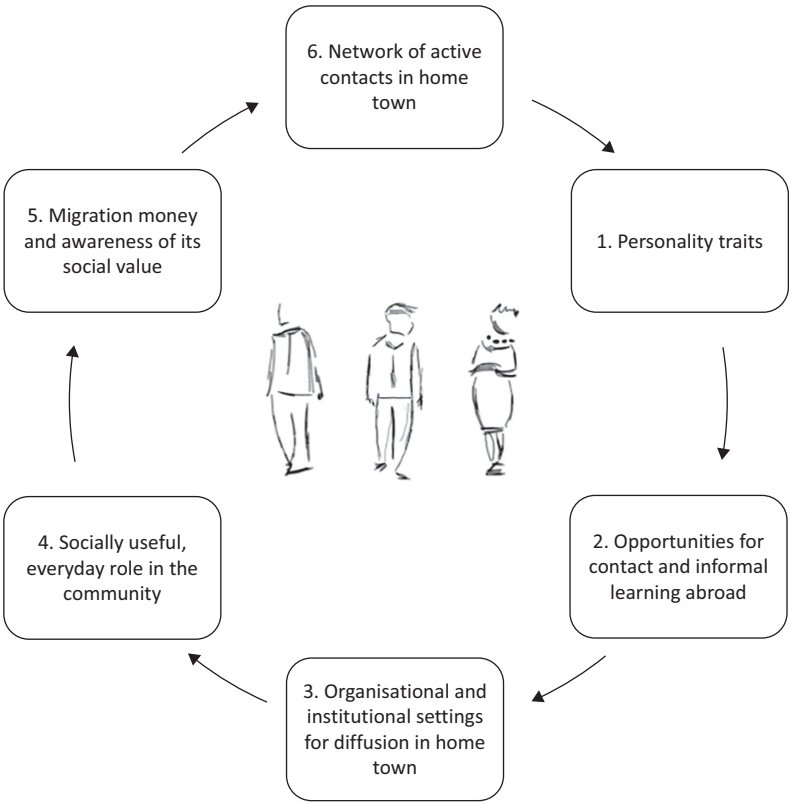 6. Network of active
contacts in home
town
1. Personality traits
2. Opportunities for
contact and informal
learning abroad
3. Organisational and
institutional settings
for diffusion in home
town
4. Socially useful,
everyday role in the
community
5. Migration money
and awareness of its
social value